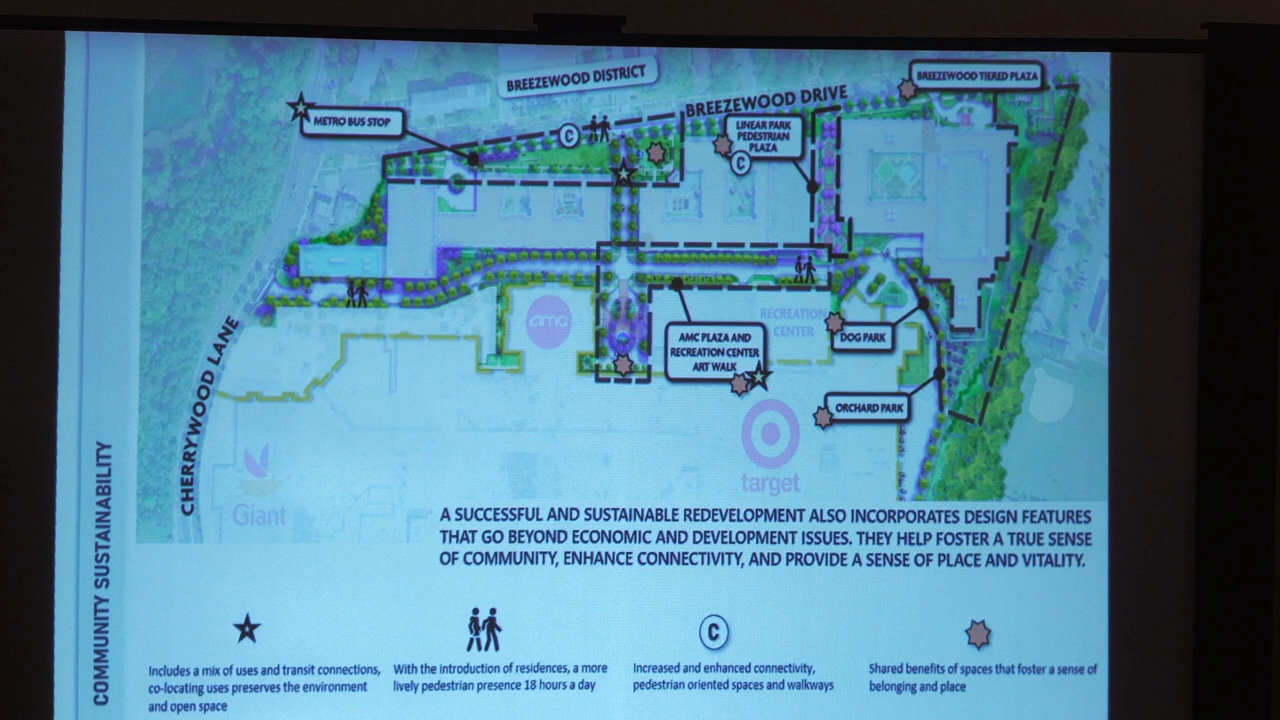 BREEZEWOOD DISTRICT
BREEZEWOOD TIERED PLAZA
METRO BUS STOP
BREEZEWOOD DRIVE
C
LINEAR PARK
PEDESTRIAN
PLAZA
C
amc
RECREATION
CENTER
AMC PLAZA AND
RECREATION CENTER
ART WALK
DOG PARK
ORCHARD PARK
CHERRYWOOD LANE
Giant
target
COMMUNITY SUSTAINABILITY
A SUCCESSFUL AND SUSTAINABLE REDEVELOPMENT ALSO INCORPORATES DESIGN FEATURES
THAT GO BEYOND ECONOMIC AND DEVELOPMENT ISSUES. THEY HELP FOSTER A TRUE SENSE
OF COMMUNITY, ENHANCE CONNECTIVITY, AND PROVIDE A SENSE OF PLACE AND VITALITY.
Includes a mix of uses and transit connections,
co-locating uses preserves the environment
and open space
With the introduction of residences, a more
lively pedestrian presence 18 hours a day
C
Increased and enhanced connectivity,
pedestrian oriented spaces and walkways
Shared benefits of spaces that foster a sense of
belonging and place